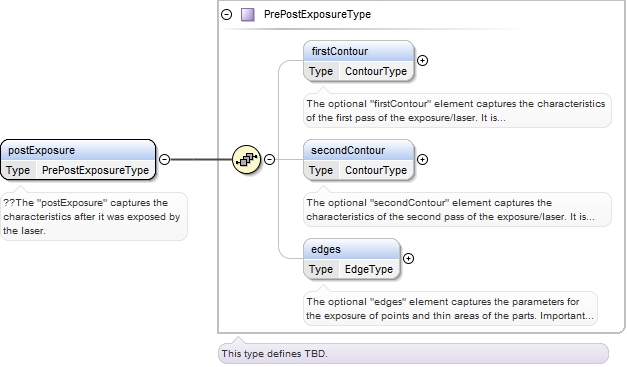 PrePostExposureType
firstContour
Type ContourType
The optional "firstContour" element captures the characteristics
of the first pass of the exposure/laser. It is...
postExposure
Type PrePostExposureType
??The "postExposure" captures the
characteristics after it was exposed by
the laser.
secondContour
Type ContourType
The optional "secondContour" element captures the
characteristics of the second pass of the exposure/laser. It is...
edges
Type EdgeType
The optional "edges" element captures the parameters for
the exposure of points and thin areas of the parts. Important...
This type defines TBD.